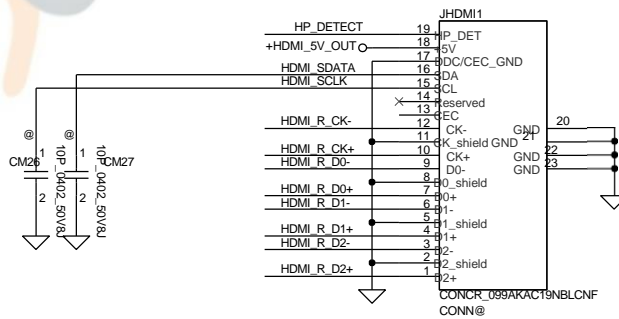 JHDMI1
HP_DETECT 19 HP_DET
+HDMI_5V_OUT 18 +5V
17 DDC/CEC_GND
HDMI_SDATA 16 SDA
HDMI_SCLK 15 SCL
14 Reserved
13 CEC
HDMI_R_CK- 12 CK- GND 20
11 CK_shield GND 21
HDMI_R_CK+ 10 CK+ GND 22
HDMI_R_D0- 9 D0- GND 23
8 D0_shield
HDMI_R_D0+ 7 D0+
HDMI_R_D1- 6 D1-
5 D1_shield
HDMI_R_D1+ 4 D1+
HDMI_R_D2- 3 D2-
2 D2_shield
HDMI_R_D2+ 1 D2+
CONCR_099AKAC19NBLCNF
CONN@
@
1
CM26
2
10P_0402_50V8J
@
1
CM27
2
10P_0402_50V8J